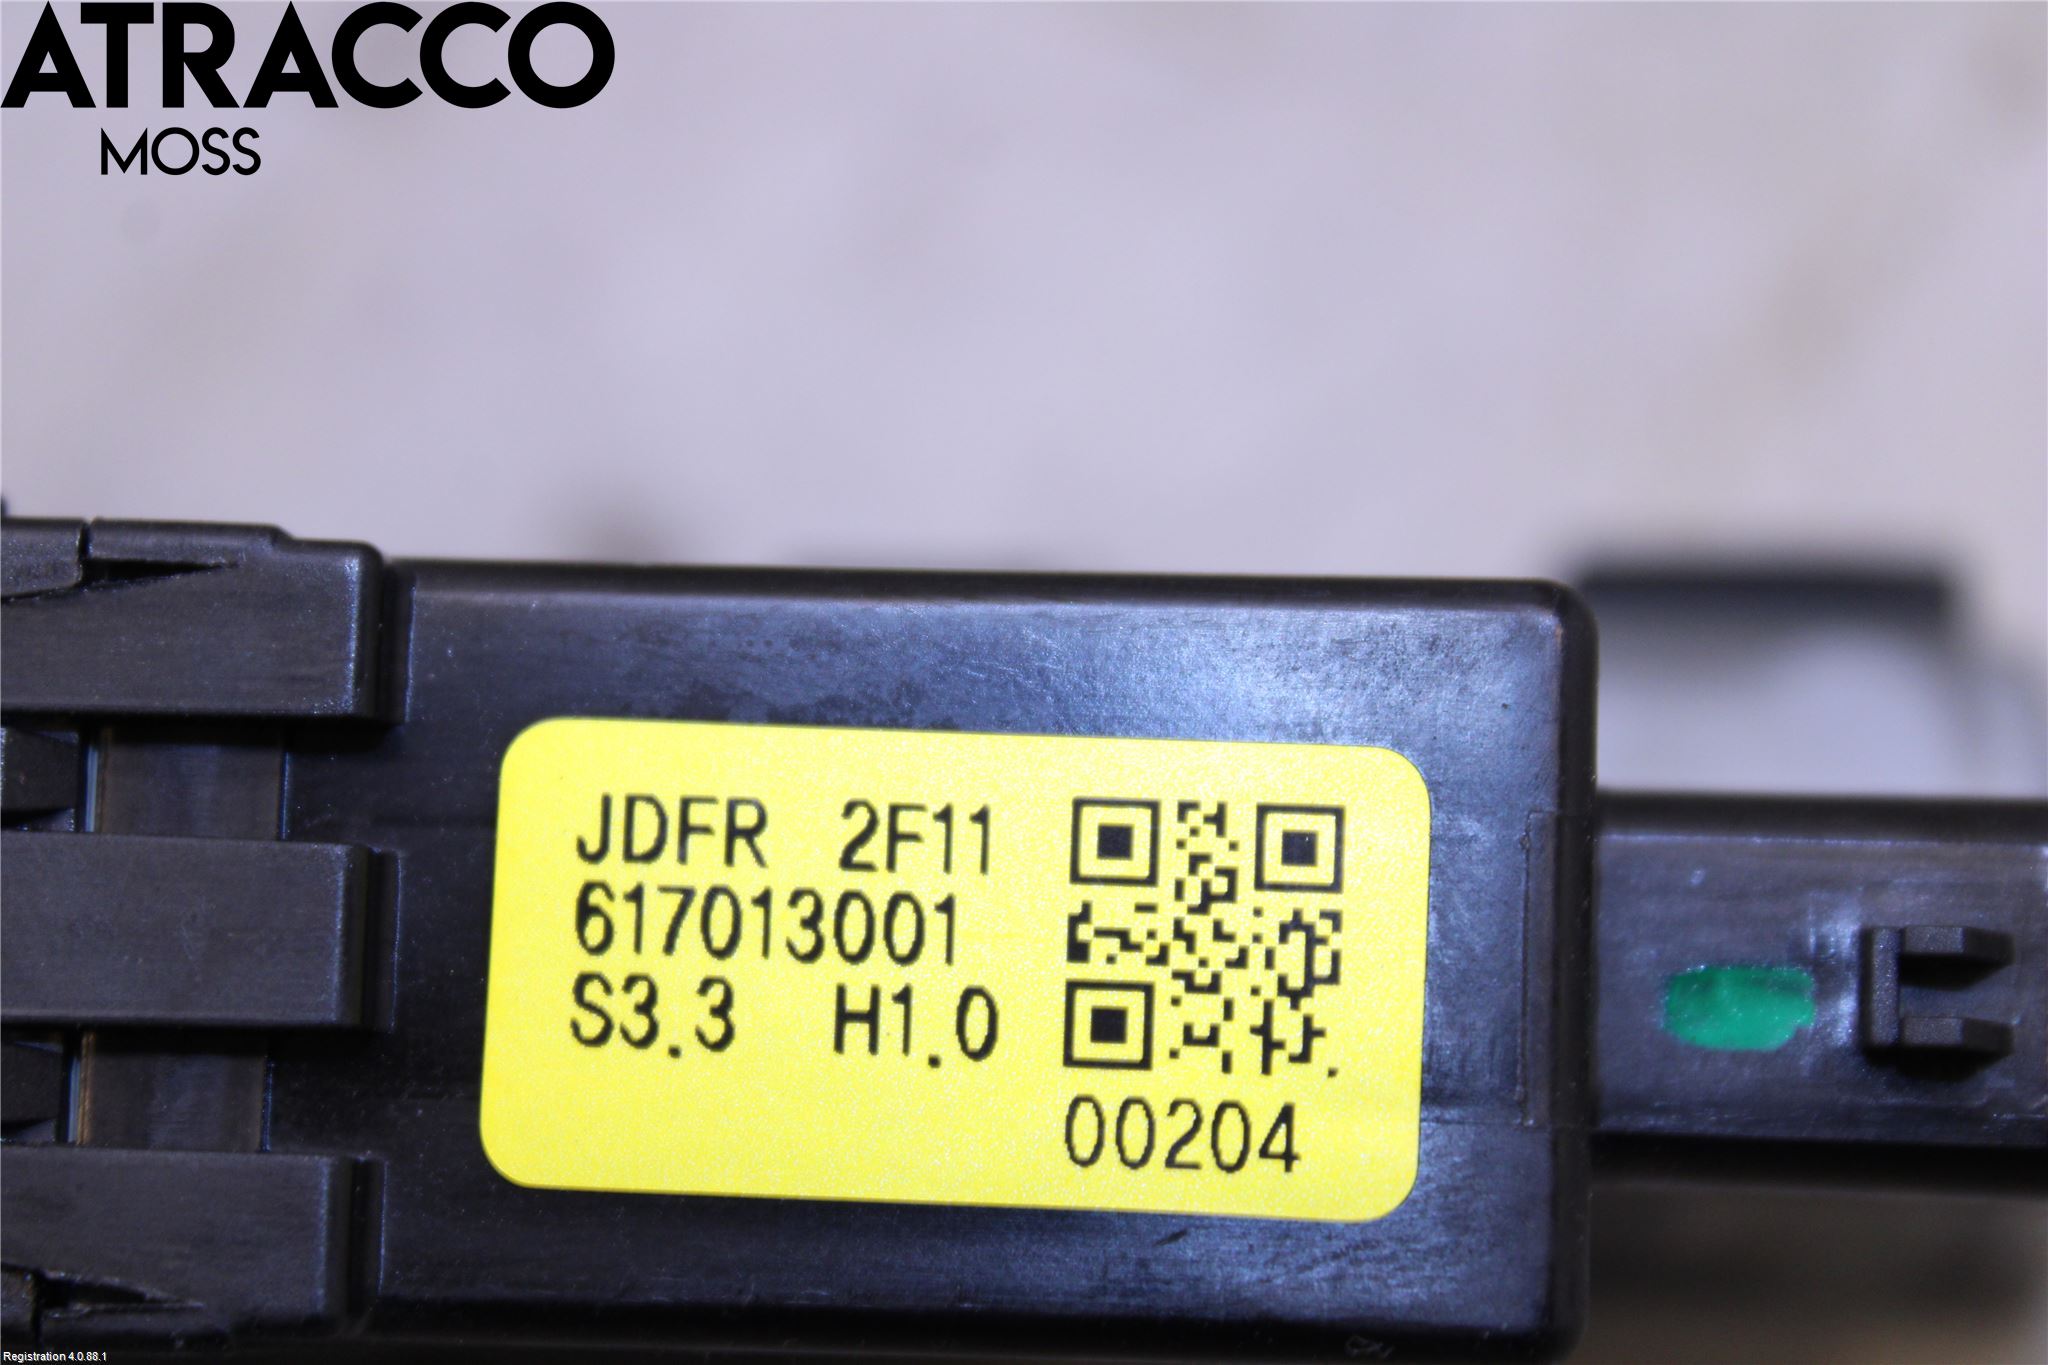 ATRACCO
MOSS
JDFR 2F11
617013001
S3.3 H1.0
00204
Registration 4.0.88.1